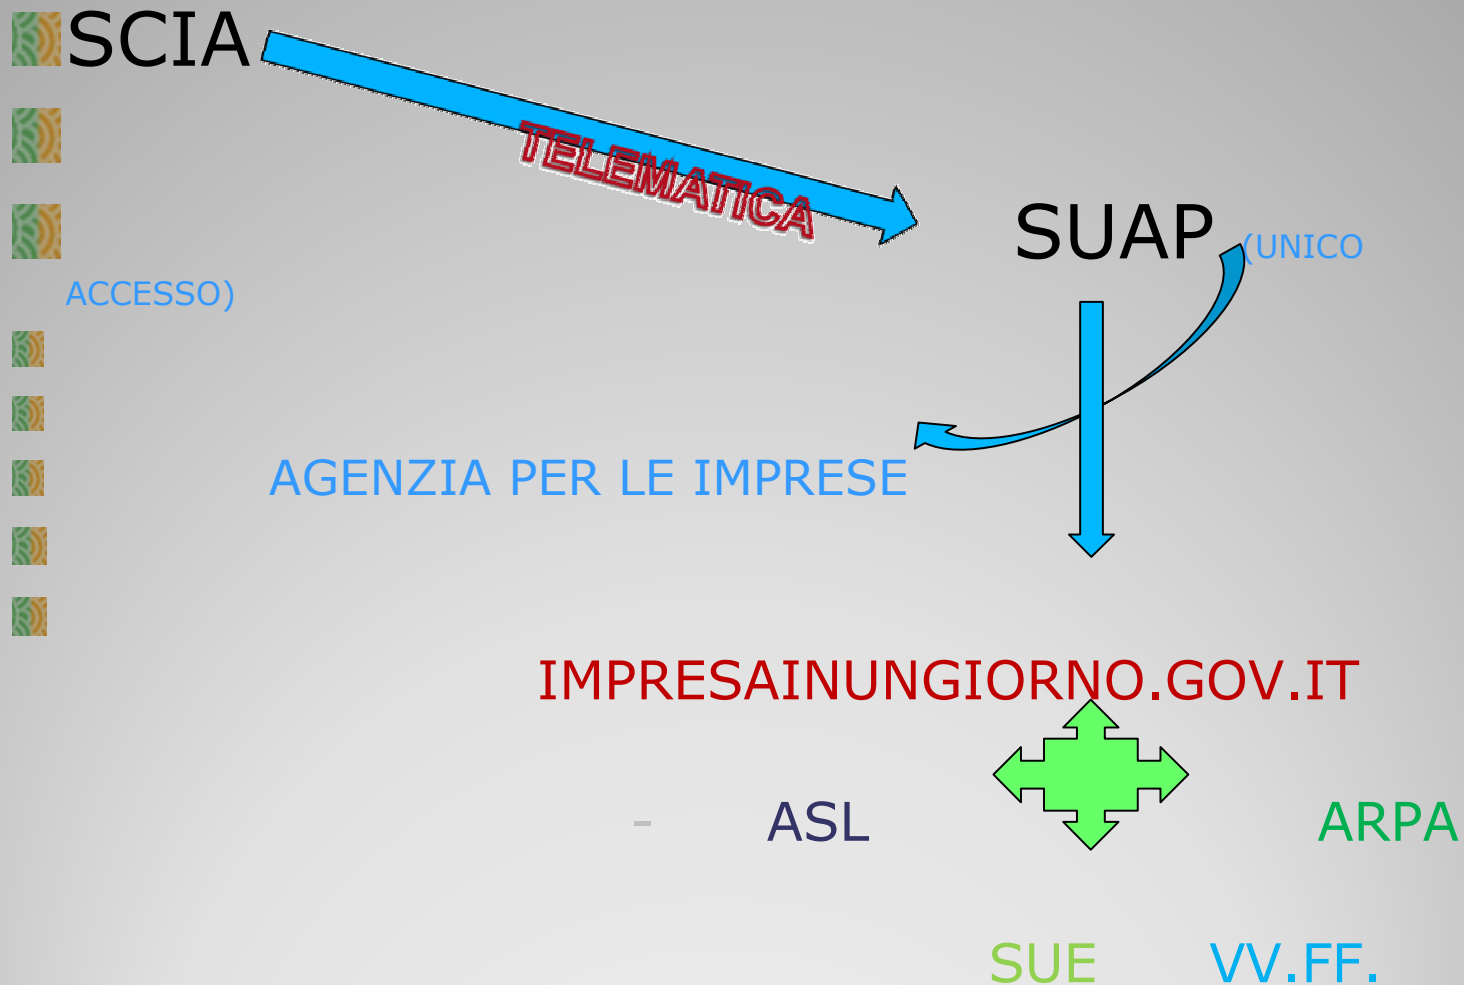 SCIA
TELEMATICA
SUAP (UNICO
ACCESSO)
AGENZIA PER LE IMPRESE
IMPRESAINUNGIORNO.GOV.IT
- ASL ARPA
SUE VV.FF.